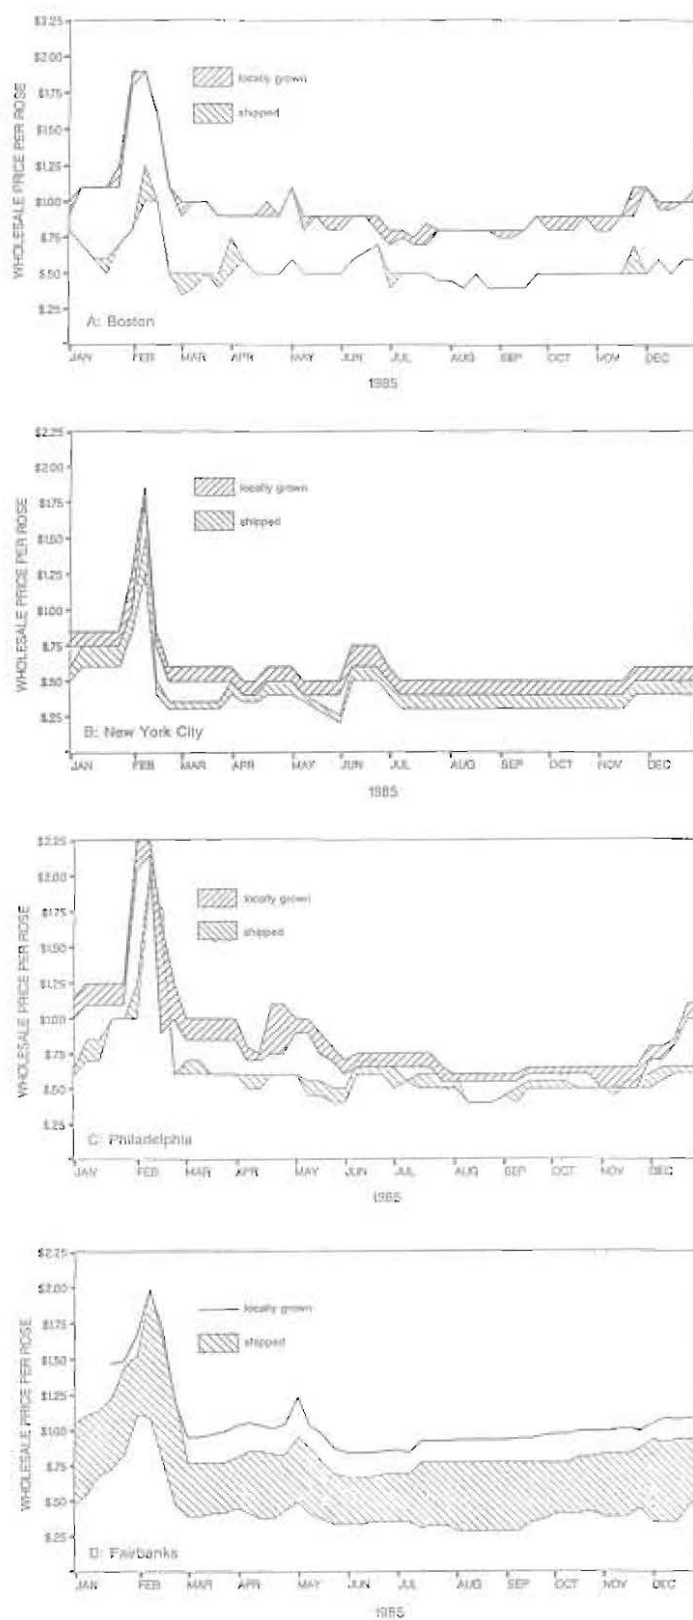 $2.25
$2.00
$1.75
$1.50
$1.25
$1.00
$.75
$.50
$.25
WHOLESALE PRICE PER ROSE
locally grown
shipped
A: Boston
JAN FEB MAR APR MAY JUN JUL AUG SEP OCT NOV DEC
1985
$2.25
$2.00
$1.75
$1.50
$1.25
$1.00
$.75
$.50
$.25
WHOLESALE PRICE PER ROSE
locally grown
shipped
B: New York City
JAN FEB MAR APR MAY JUN JUL AUG SEP OCT NOV DEC
1985
$2.25
$2.00
$1.75
$1.50
$1.25
$1.00
$.75
$.50
$.25
WHOLESALE PRICE PER ROSE
locally grown
shipped
C: Philadelphia
JAN FEB MAR APR MAY JUN JUL AUG SEP OCT NOV DEC
1985
$2.25
$2.00
$1.75
$1.50
$1.25
$1.00
$.75
$.50
$.25
WHOLESALE PRICE PER ROSE
locally grown
shipped
D: Fairbanks
JAN FEB MAR APR MAY JUN JUL AUG SEP OCT NOV DEC
1985